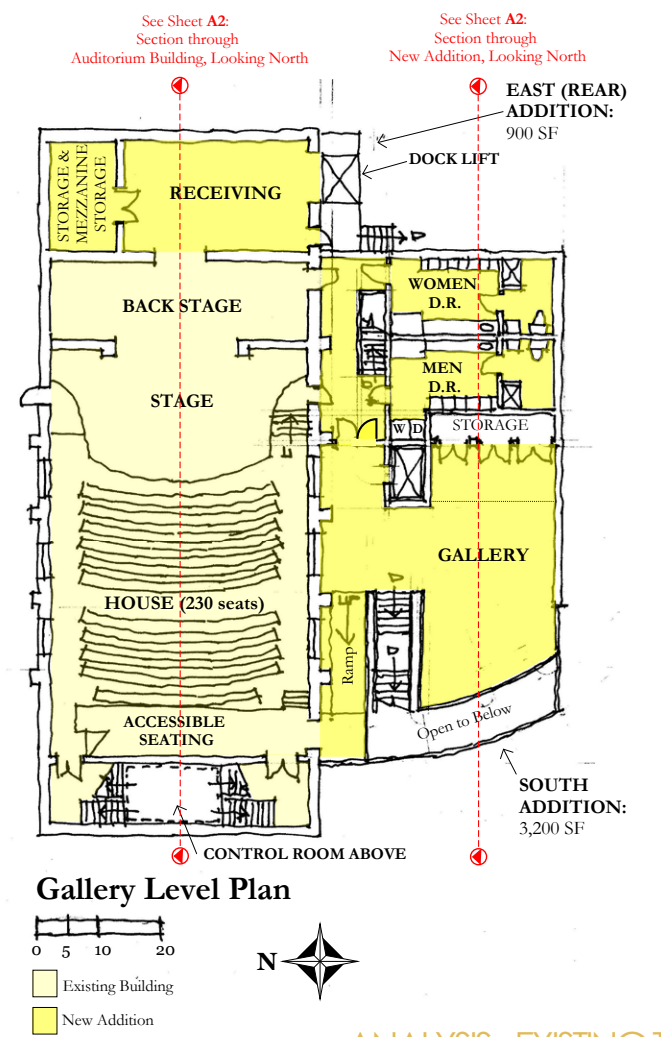 See Sheet A2:
Section through
Auditorium Building, Looking North
See Sheet A2:
Section through
New Addition, Looking North
EAST (REAR)
ADDITION:
900 SF
DOCK LIFT
STORAGE &
MEZZANINE
STORAGE
RECEIVING
WOMEN
D.R.
BACK STAGE
MEN
D.R.
STAGE
W D
STORAGE
GALLERY
HOUSE (230 seats)
Ramp
ACCESSIBLE
SEATING
Open to Below
SOUTH
ADDITION:
3,200 SF
CONTROL ROOM ABOVE
Gallery Level Plan
0 5 10 20
N
Existing Building
New Addition